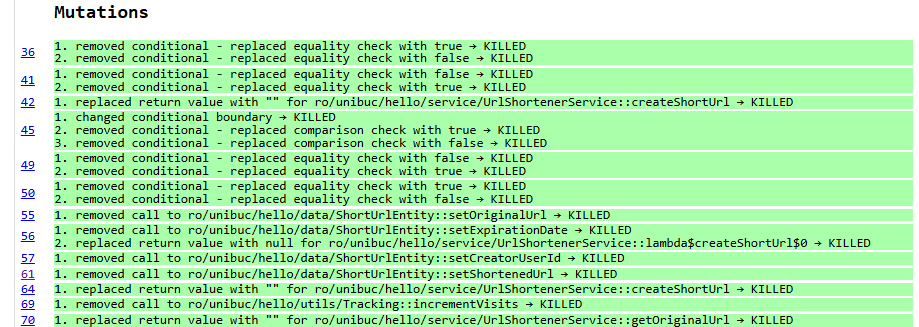 Mutations
36
1. removed conditional - replaced equality check with true → KILLED
2. removed conditional - replaced equality check with false → KILLED
41
1. removed conditional - replaced equality check with false → KILLED
2. removed conditional - replaced equality check with true → KILLED
42
1. replaced return value with "" for ro/unibuc/hello/service/UrlShortenerService::createShortUrl → KILLED
45
1. changed conditional boundary → KILLED
2. removed conditional - replaced comparison check with true → KILLED
3. removed conditional - replaced comparison check with false → KILLED
49
1. removed conditional - replaced equality check with false → KILLED
2. removed conditional - replaced equality check with true → KILLED
50
1. removed conditional - replaced equality check with true → KILLED
2. removed conditional - replaced equality check with false → KILLED
55
1. removed call to ro/unibuc/hello/data/ShortUrlEntity::setOriginalUrl → KILLED
56
1. removed call to ro/unibuc/hello/data/ShortUrlEntity::setExpirationDate → KILLED
2. replaced return value with null for ro/unibuc/hello/service/UrlShortenerService::lambda$createShortUrl$0 → KILLED
57
1. removed call to ro/unibuc/hello/data/ShortUrlEntity::setCreatorUserId → KILLED
61
1. removed call to ro/unibuc/hello/data/ShortUrlEntity::setShortenedUrl → KILLED
64
1. replaced return value with "" for ro/unibuc/hello/service/UrlShortenerService::createShortUrl → KILLED
69
1. removed call to ro/unibuc/hello/utils/Tracking::incrementVisits → KILLED
70
1. replaced return value with "" for ro/unibuc/hello/service/UrlShortenerService::getOriginalUrl → KILLED